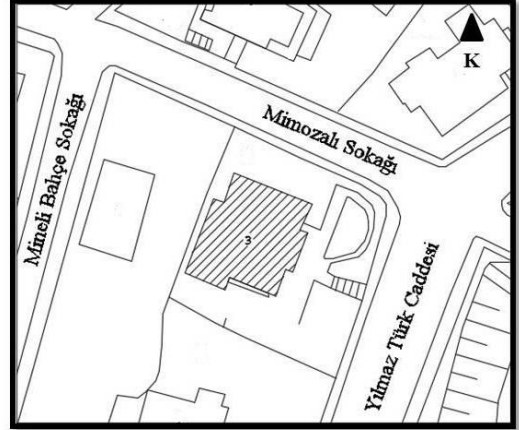 K
Mimozalı Sokağı
Mineli Bahçe Sokağı
3
Yılmaz Türk Caddesi